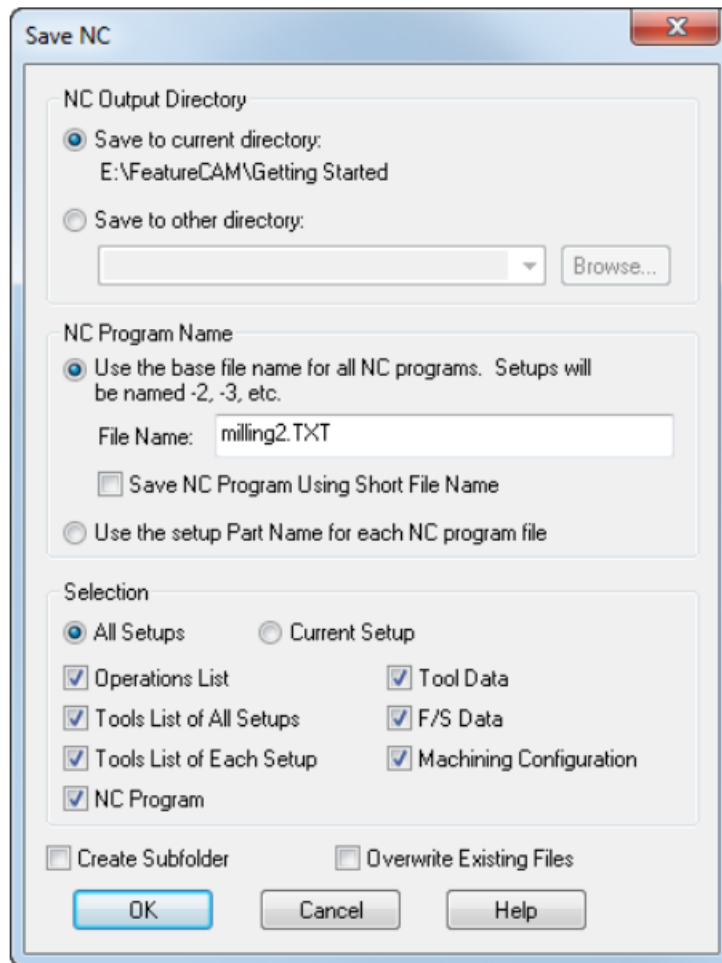 Save NC
NC Output Directory
Save to current directory:
E:\FeatureCAM\Getting Started
Save to other directory:
Browse...
NC Program Name
Use the base file name for all NC programs.  Setups will
be named -2, -3, etc.
File Name: milling2.TXT
Save NC Program Using Short File Name
Use the setup Part Name for each NC program file
Selection
All Setups Current Setup
Operations List Tool Data
Tools List of All Setups F/S Data
Tools List of Each Setup Machining Configuration
NC Program
Create Subfolder Overwrite Existing Files
OK Cancel Help